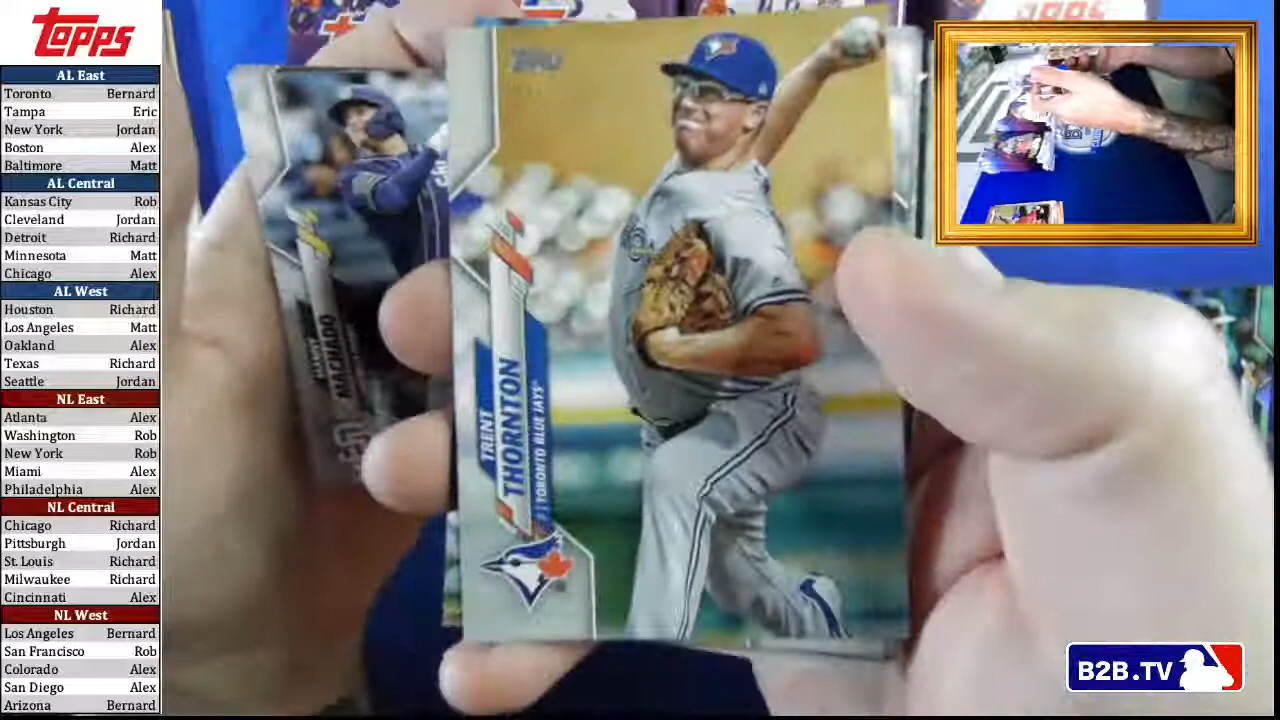 TOPPS
AL East
Toronto Bernard
Tampa Eric
New York Jordan
Boston Alex
Baltimore Matt
AL Central
Kansas City Rob
Cleveland Jordan
Detroit Richard
Minnesota Matt
Chicago Alex
AL West
Houston Richard
Los Angeles Matt
Oakland Alex
Texas Richard
Seattle Jordan
NL East
Atlanta Alex
Washington Rob
New York Rob
Miami Alex
Philadelphia Alex
NL Central
Chicago Richard
Pittsburgh Jordan
St. Louis Richard
Milwaukee Richard
Cincinnati Alex
NL West
Los Angeles Bernard
San Francisco Rob
Colorado Alex
San Diego Alex
Arizona Bernard
MACHADO
TOPPS
TRENT
THORNTON
TORONTO BLUE JAYS
B2B.TV